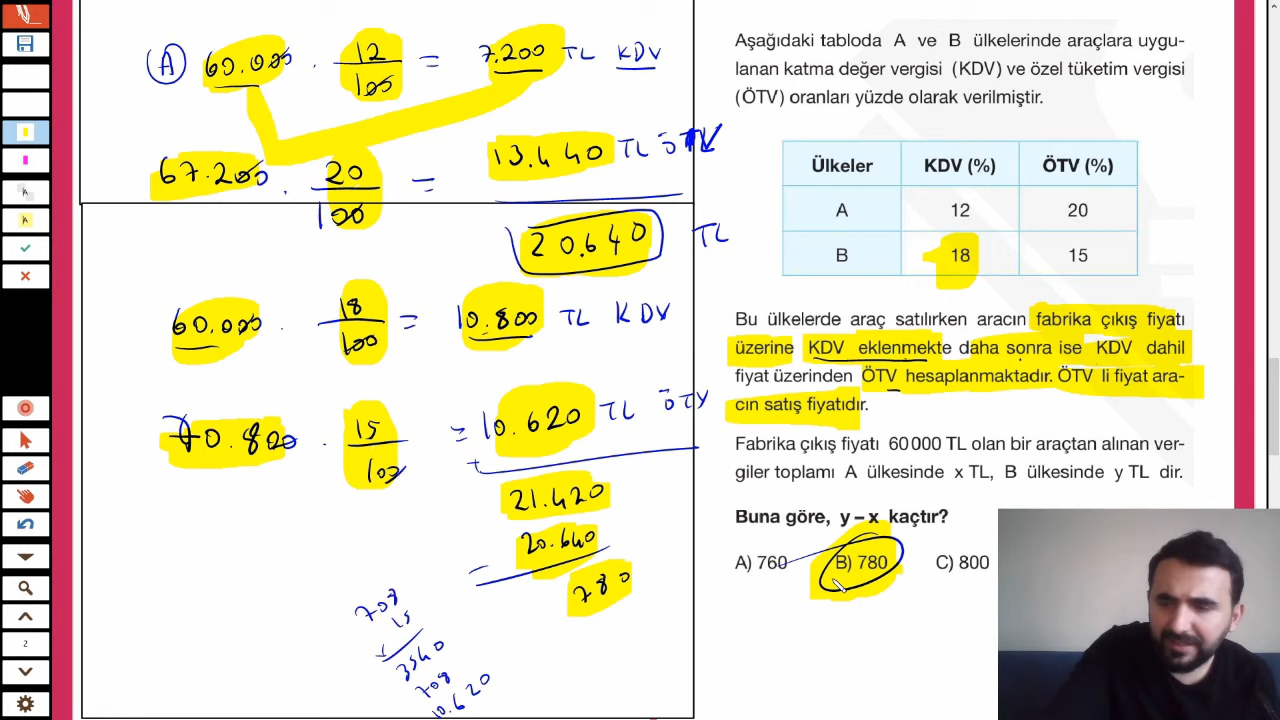 A 60.000 . 12/100 = 7.200 TL KDV
67.200 . 20/100 = 13.440 TL ÖTV
20.640 TL
60.000 . 18/100 = 10.800 TL KDV
70.800 . 15/100 = 10.620 TL ÖTV
+
21.420
20.640
-
780
708
15
x
3540
708
10.620
Aşağıdaki tabloda A ve B ülkelerinde araçlara uygu-
lanan katma değer vergisi (KDV) ve özel tüketim vergisi
(ÖTV) oranları yüzde olarak verilmiştir.
Ülkeler KDV (%) ÖTV (%)
A 12 20
B 18 15
Bu ülkelerde araç satılırken aracın fabrika çıkış fiyatı
üzerine KDV eklenmekte daha sonra ise KDV dahil
fiyat üzerinden ÖTV hesaplanmaktadır. ÖTV li fiyat ara-
cın satış fiyatıdır.
Fabrika çıkış fiyatı 60 000 TL olan bir araçtan alınan ver-
giler toplamı A ülkesinde x TL, B ülkesinde y TL dir.
Buna göre, y – x kaçtır?
A) 760 B) 780 C) 800
2